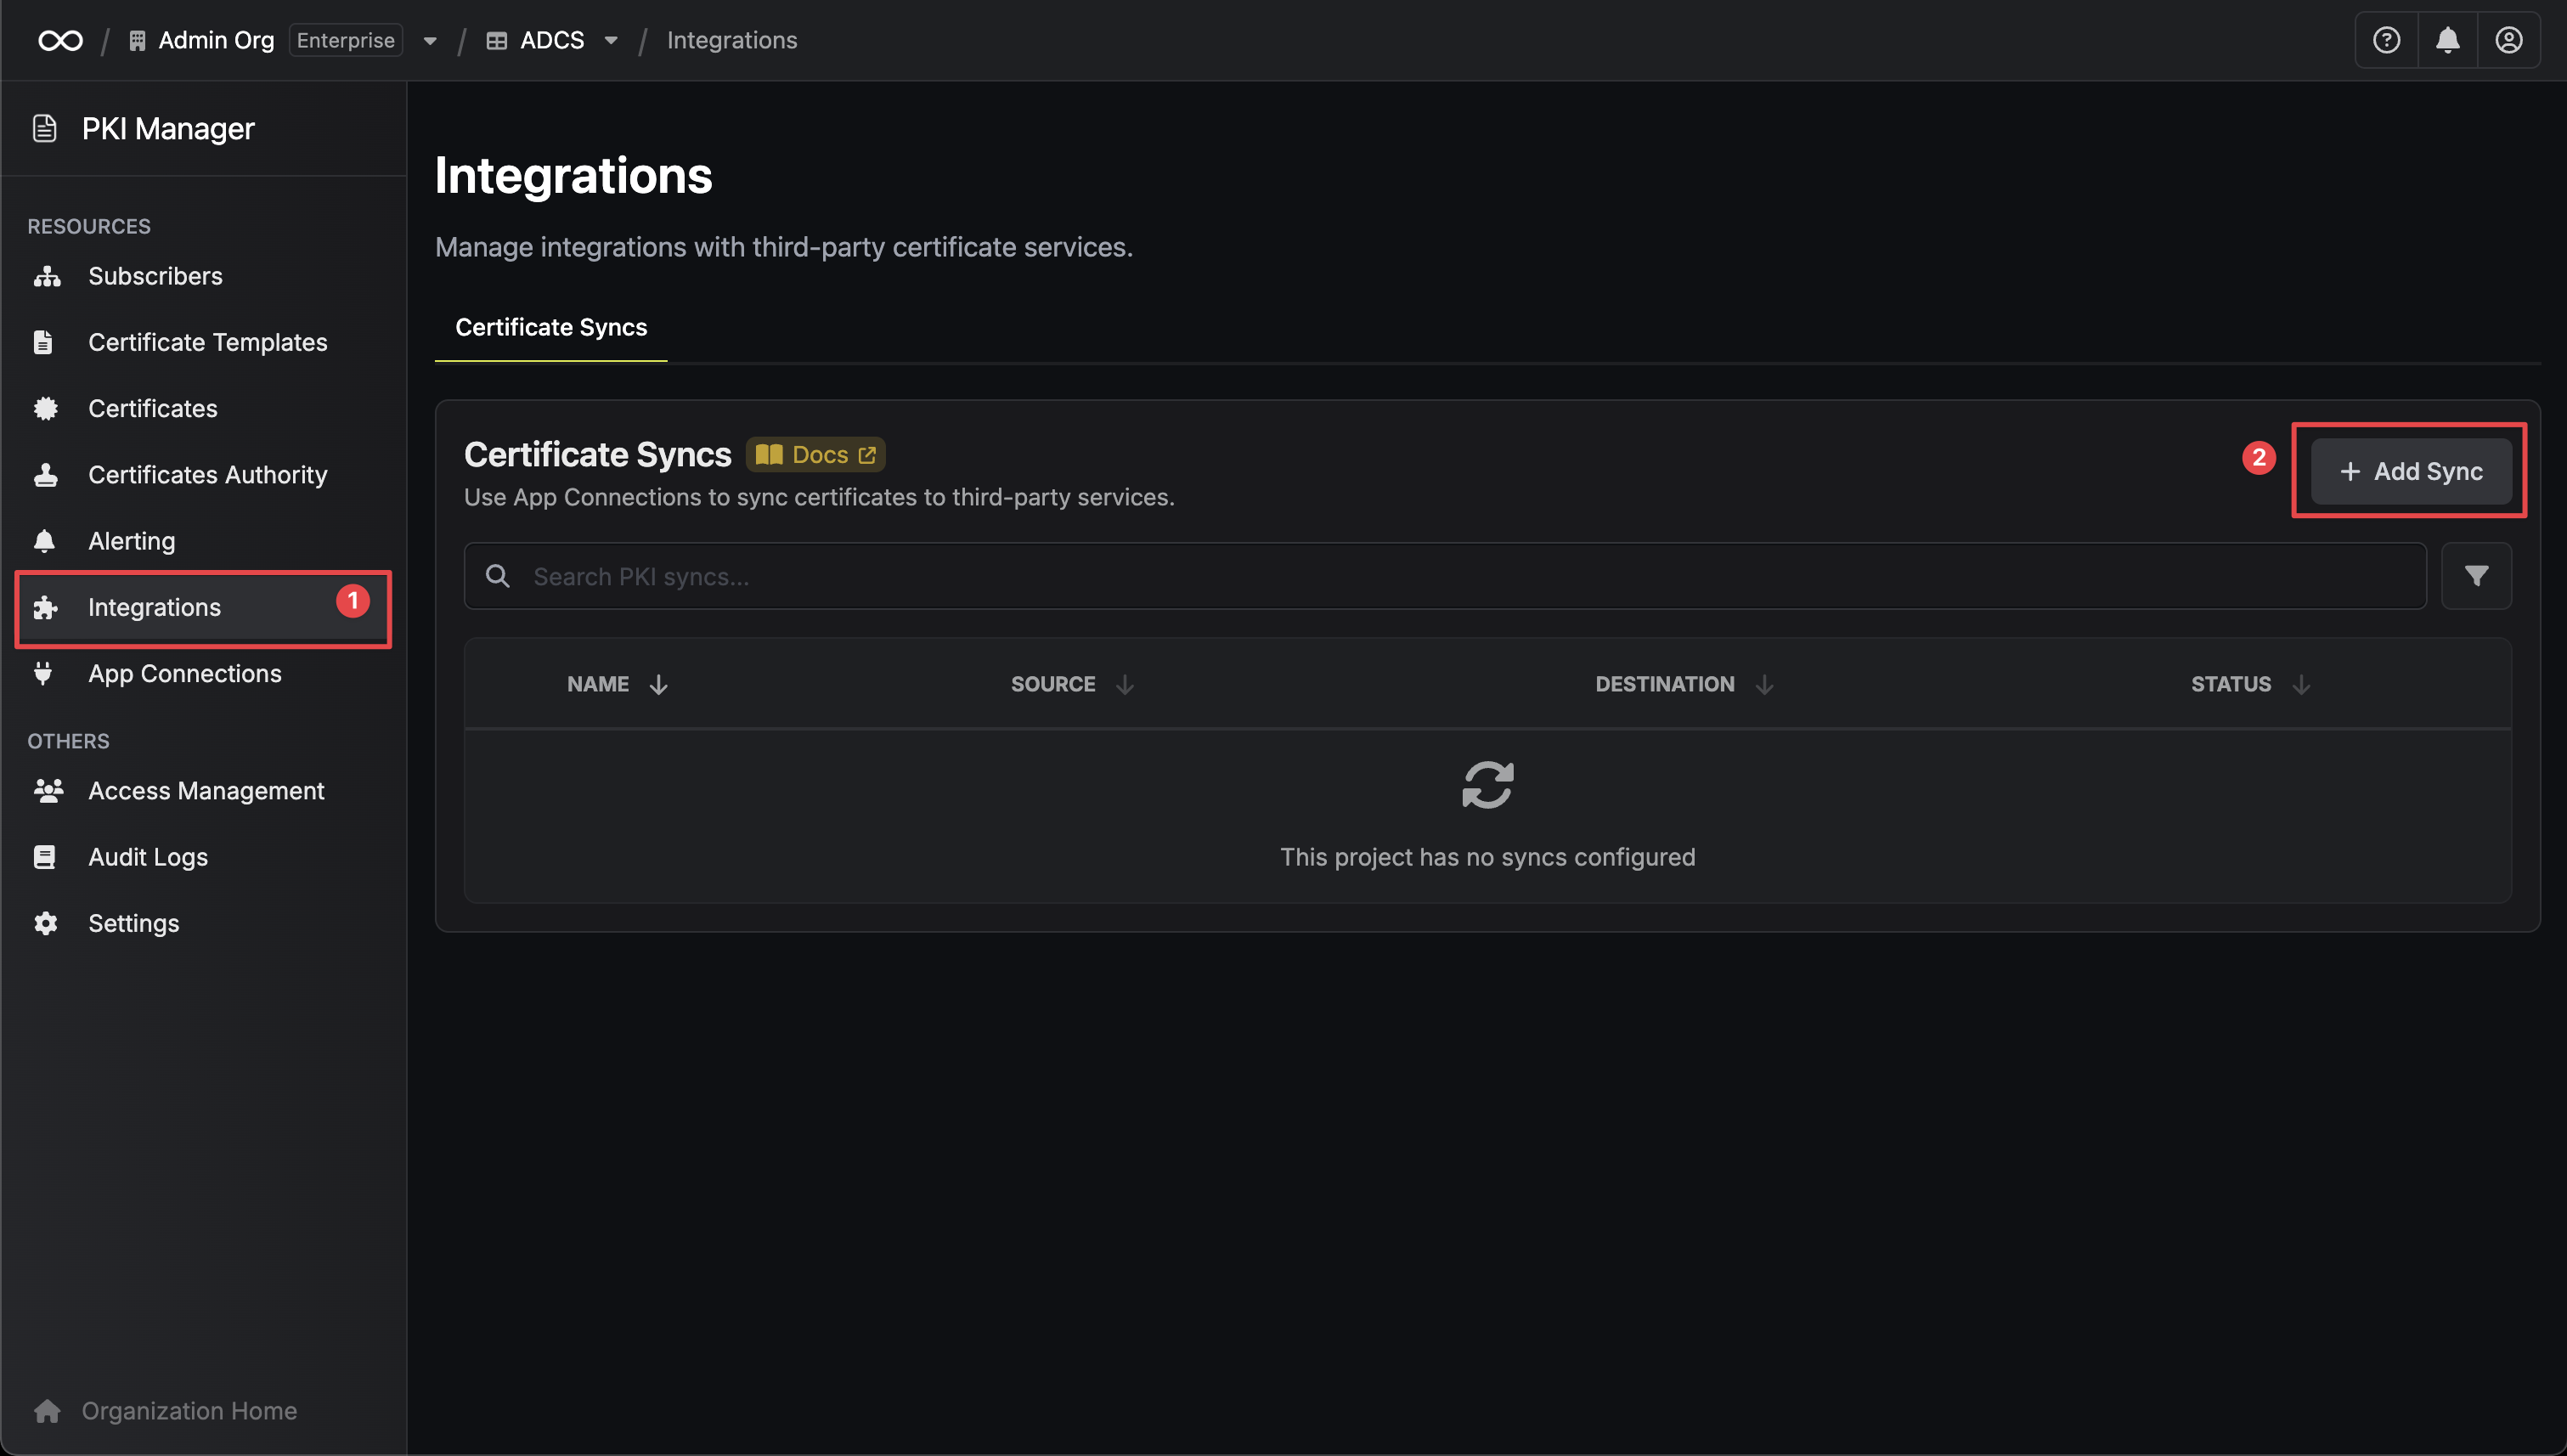 / Admin Org Enterprise / ADCS / Integrations
PKI Manager
RESOURCES
Subscribers
Certificate Templates
Certificates
Certificates Authority
Alerting
Integrations 1
App Connections
OTHERS
Access Management
Audit Logs
Settings
Organization Home
Integrations
Manage integrations with third-party certificate services.
Certificate Syncs
Certificate Syncs Docs
Use App Connections to sync certificates to third-party services.
2 + Add Sync
Search PKI syncs...
NAME SOURCE DESTINATION STATUS
This project has no syncs configured